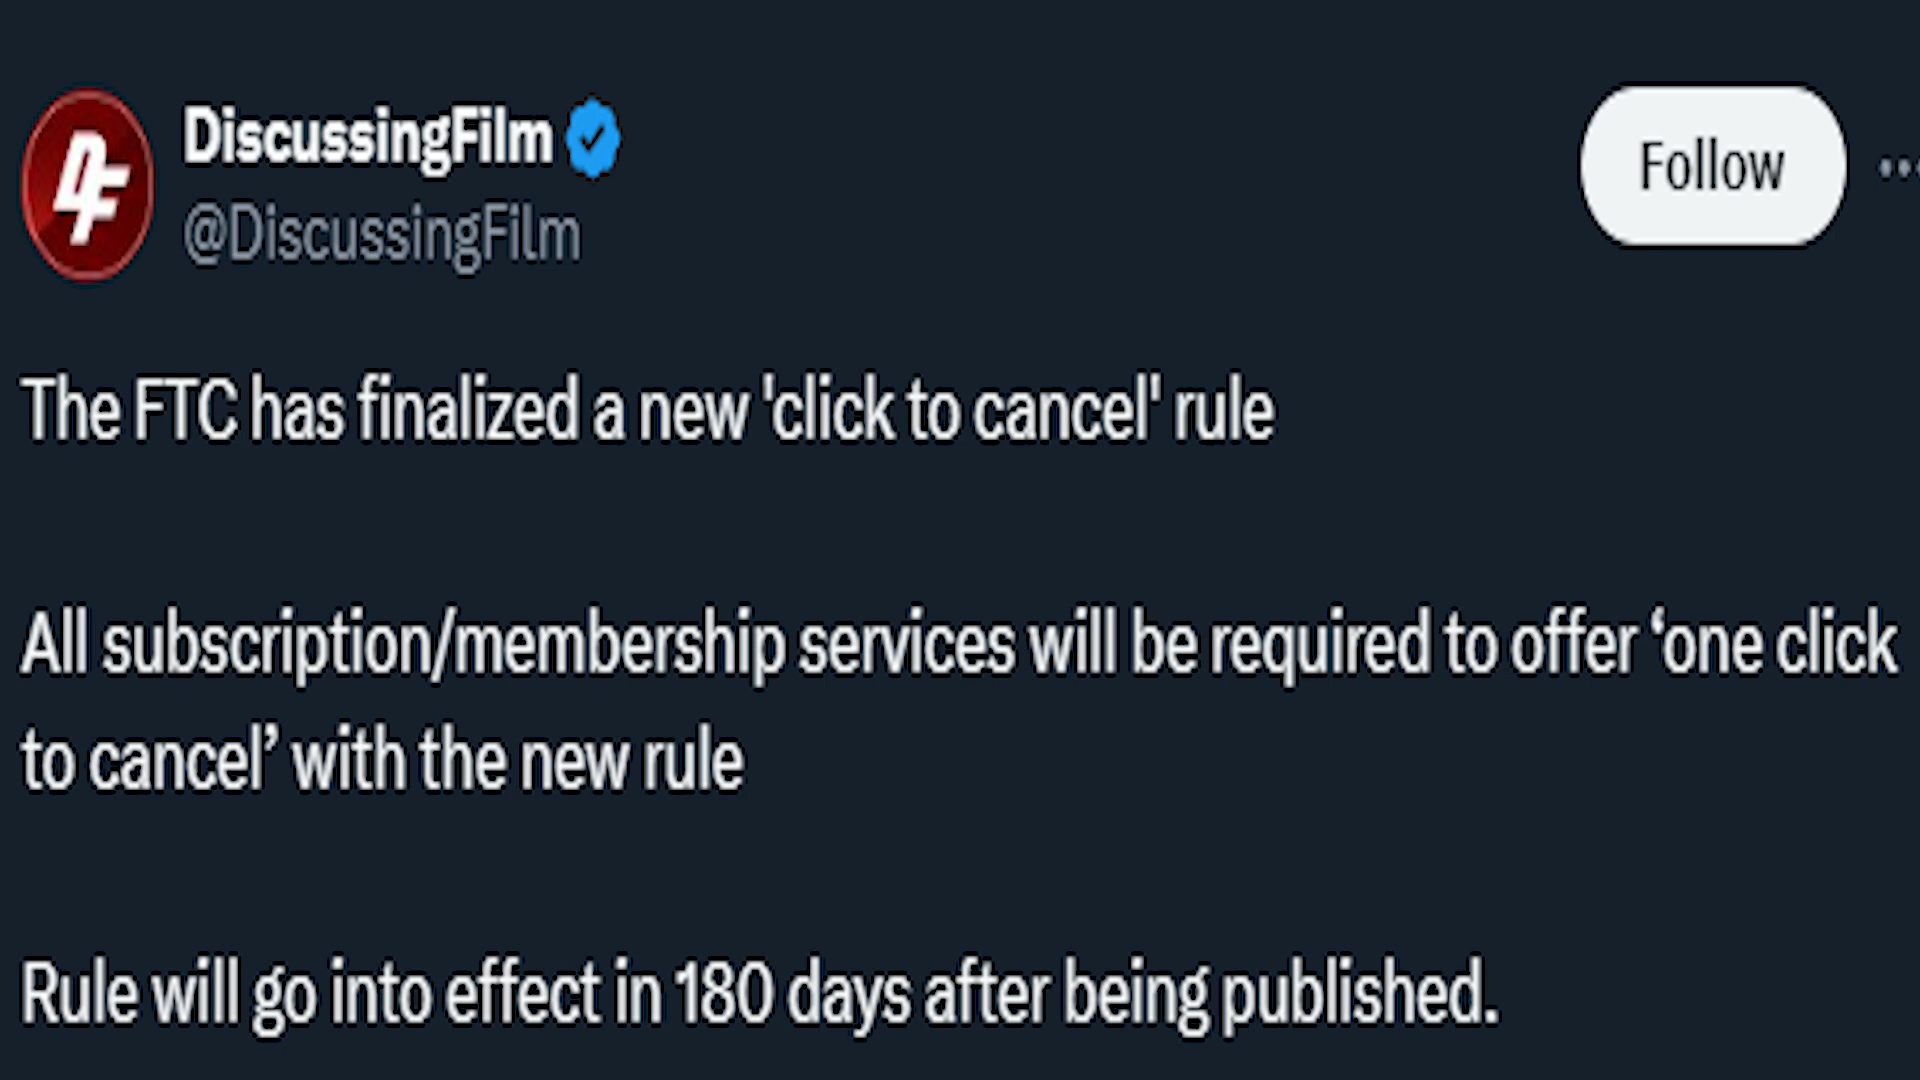 DiscussingFilm
@DiscussingFilm
Follow
The FTC has finalized a new 'click to cancel' rule
All subscription/membership services will be required to offer ‘one click
to cancel’ with the new rule
Rule will go into effect in 180 days after being published.